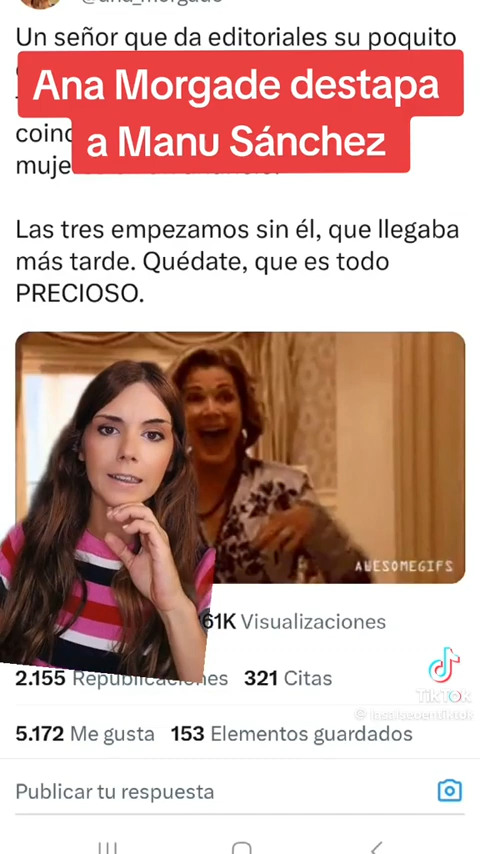 @ana_morgade
Un señor que da editoriales su poquito
Ana Morgade destapa
a Manu Sánchez
Las tres empezamos sin él, que llegaba
más tarde. Quédate, que es todo
PRECIOSO.
AWESOMEGIFS
61K Visualizaciones
2.155 Republicaciones 321 Citas
TikTok
5.172 Me gusta 153 Elementos guardados
Publicar tu respuesta